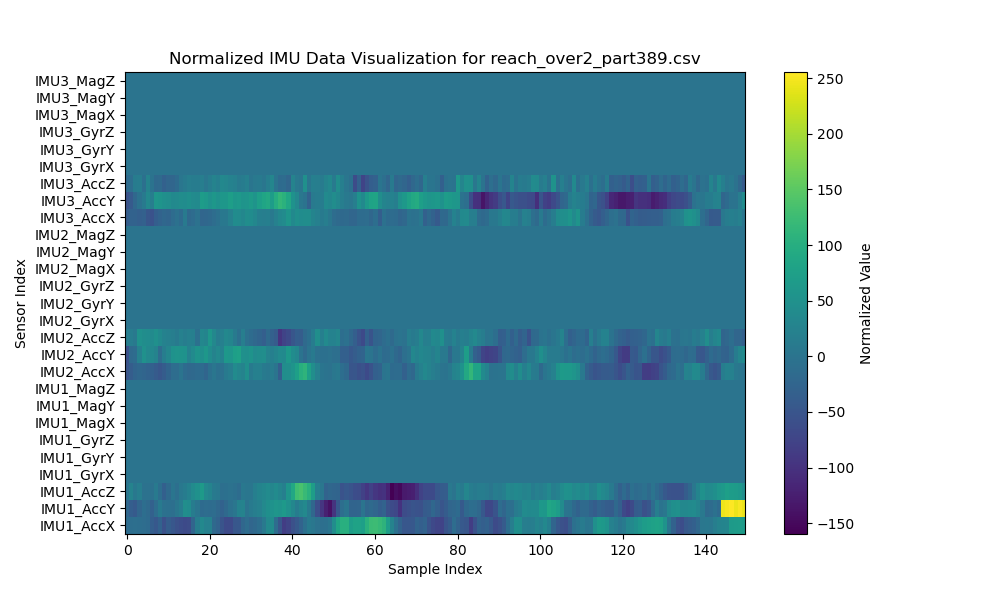 Normalized IMU Data Visualization for reach_over2_part389.csv
IMU3_MagZ
IMU3_MagY
IMU3_MagX
IMU3_GyrZ
IMU3_GyrY
IMU3_GyrX
IMU3_AccZ
IMU3_AccY
IMU3_AccX
IMU2_MagZ
IMU2_MagY
IMU2_MagX
IMU2_GyrZ
IMU2_GyrY
IMU2_GyrX
IMU2_AccZ
IMU2_AccY
IMU2_AccX
IMU1_MagZ
IMU1_MagY
IMU1_MagX
IMU1_GyrZ
IMU1_GyrY
IMU1_GyrX
IMU1_AccZ
IMU1_AccY
IMU1_AccX
Sensor Index
0 20 40 60 80 100 120 140
Sample Index
250
200
150
100
50
0
−50
−100
−150
Normalized Value